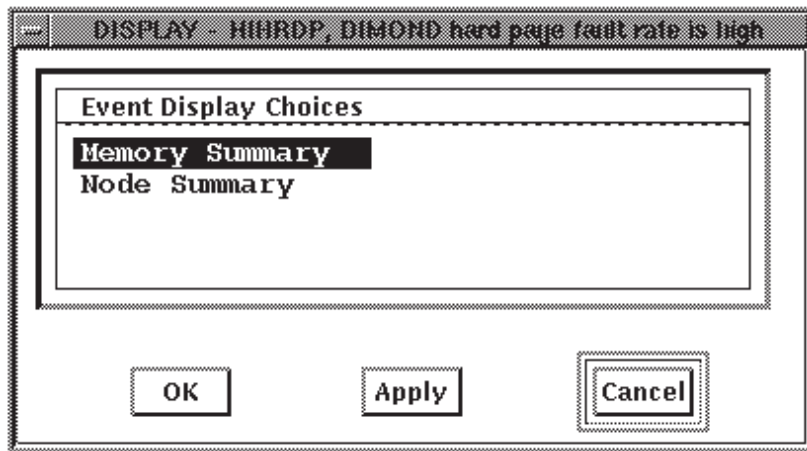 DISPLAY - HIHRDP, DIMOND hard page fault rate is high
Event Display Choices
Memory Summary
Node Summary
OK
Apply
Cancel